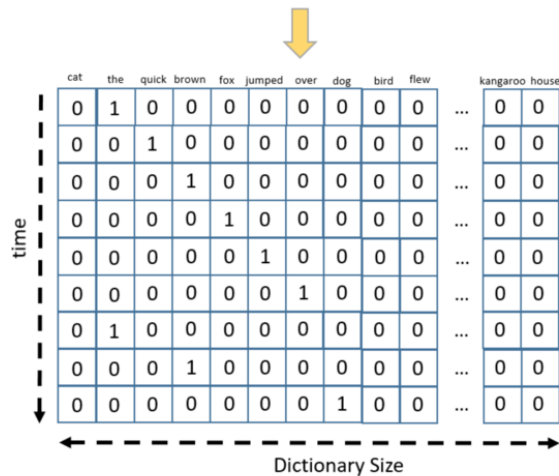 cat the quick brown fox jumped over dog bird flew kangaroo house
0 1 0 0 0 0 0 0 0 0 ... 0 0
0 0 1 0 0 0 0 0 0 0 ... 0 0
0 0 0 1 0 0 0 0 0 0 ... 0 0
0 0 0 0 1 0 0 0 0 0 ... 0 0
0 0 0 0 0 1 0 0 0 0 ... 0 0
0 0 0 0 0 0 1 0 0 0 ... 0 0
0 1 0 0 0 0 0 0 0 0 ... 0 0
0 0 0 1 0 0 0 0 0 0 ... 0 0
0 0 0 0 0 0 0 1 0 0 ... 0 0
time
Dictionary Size